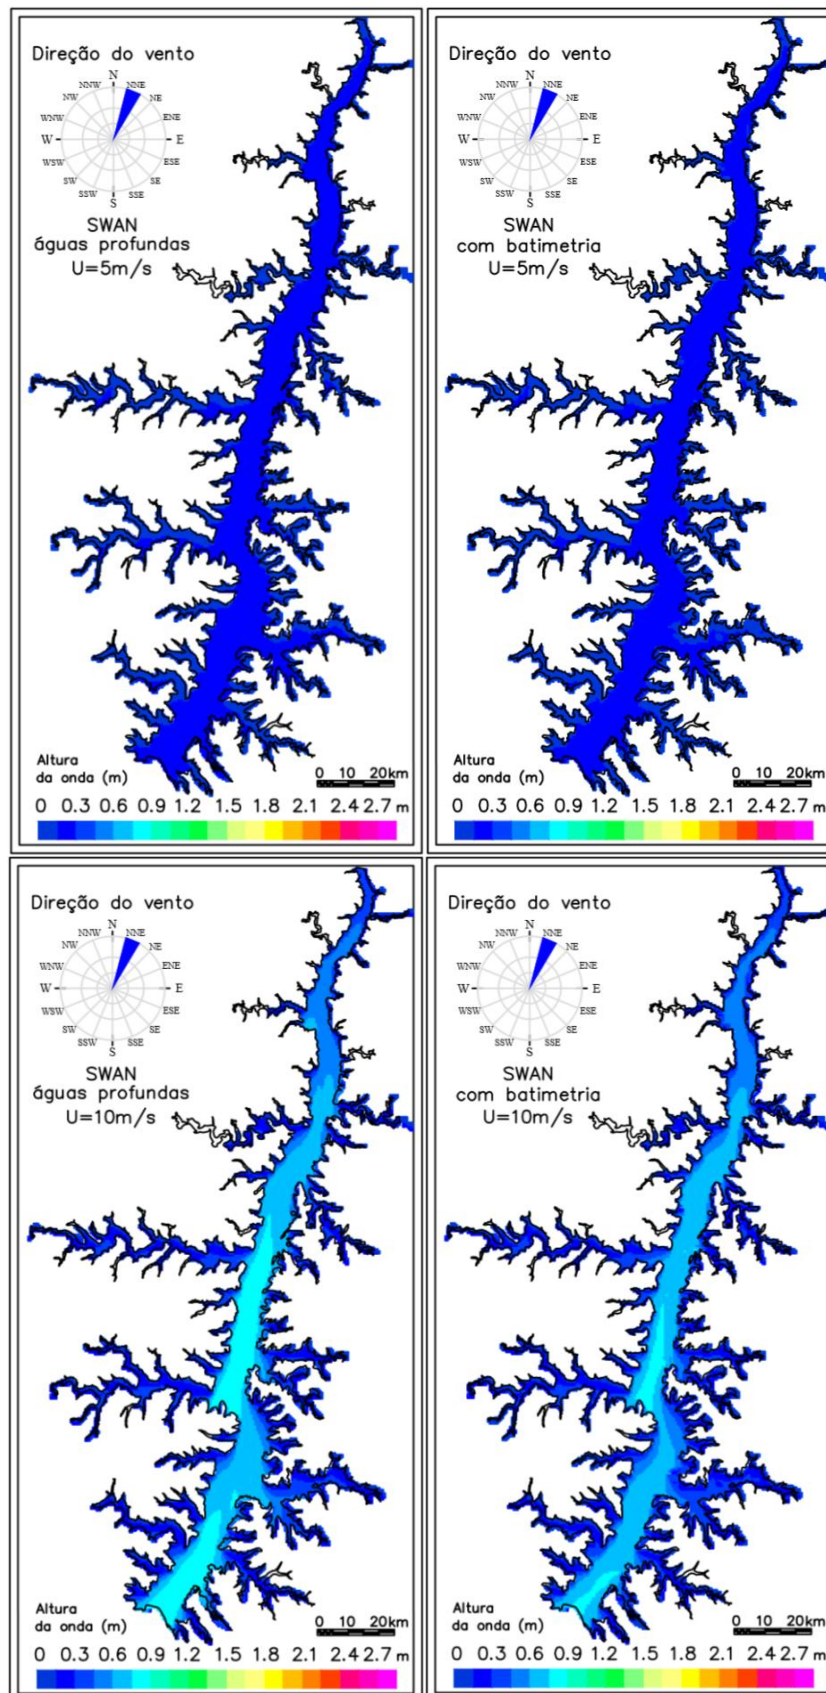 Direção do vento
N
NNW NNE
NW NE
WNW ENE
W E
WSW ESE
SW SE
SSW SSE
S
SWAN
águas profundas
U=5m/s
Altura
da onda (m)
0 10 20km
0 0.3 0.6 0.9 1.2 1.5 1.8 2.1 2.4 2.7 m
Direção do vento
N
NNW NNE
NW NE
WNW ENE
W E
WSW ESE
SW SE
SSW SSE
S
SWAN
com batimetria
U=5m/s
Altura
da onda (m)
0 10 20km
0 0.3 0.6 0.9 1.2 1.5 1.8 2.1 2.4 2.7 m
Direção do vento
N
NNW NNE
NW NE
WNW ENE
W E
WSW ESE
SW SE
SSW SSE
S
SWAN
águas profundas
U=10m/s
Altura
da onda (m)
0 10 20km
0 0.3 0.6 0.9 1.2 1.5 1.8 2.1 2.4 2.7 m
Direção do vento
N
NNW NNE
NW NE
WNW ENE
W E
WSW ESE
SW SE
SSW SSE
S
SWAN
com batimetria
U=10m/s
Altura
da onda (m)
0 10 20km
0 0.3 0.6 0.9 1.2 1.5 1.8 2.1 2.4 2.7 m